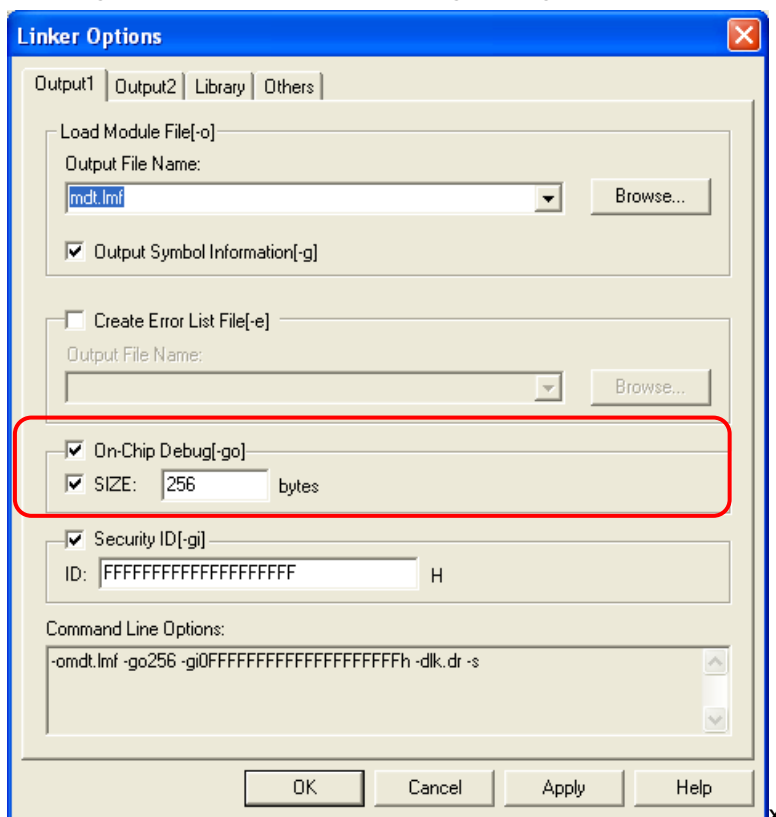 Linker Options
Output1 Output2 Library Others
Load Module File[-o]
Output File Name:
mdt.lmf Browse...
Output Symbol Information[-g]
Create Error List File[-e]
Output File Name:
Browse...
On-Chip Debug[-go]
SIZE: 256 bytes
Security ID[-gi]
ID: FFFFFFFFFFFFFFFFFFFF H
Command Line Options:
-omdt.lmf -go256 -gi0FFFFFFFFFFFFFFFFFFFFh -dlk.dr -s
OK Cancel Apply Help